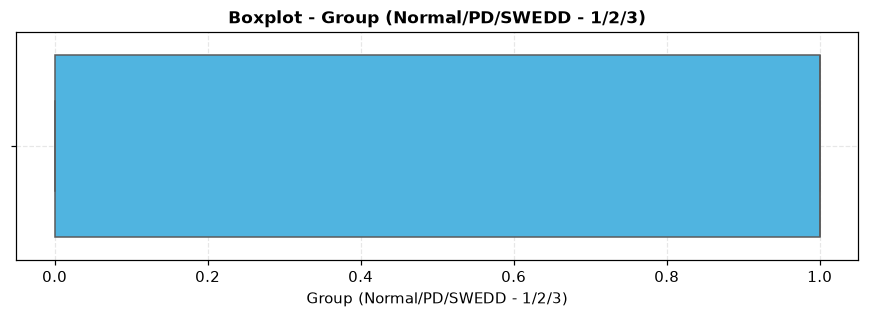 Boxplot - Group (Normal/PD/SWEDD - 1/2/3)
0.0 0.2 0.4 0.6 0.8 1.0
Group (Normal/PD/SWEDD - 1/2/3)